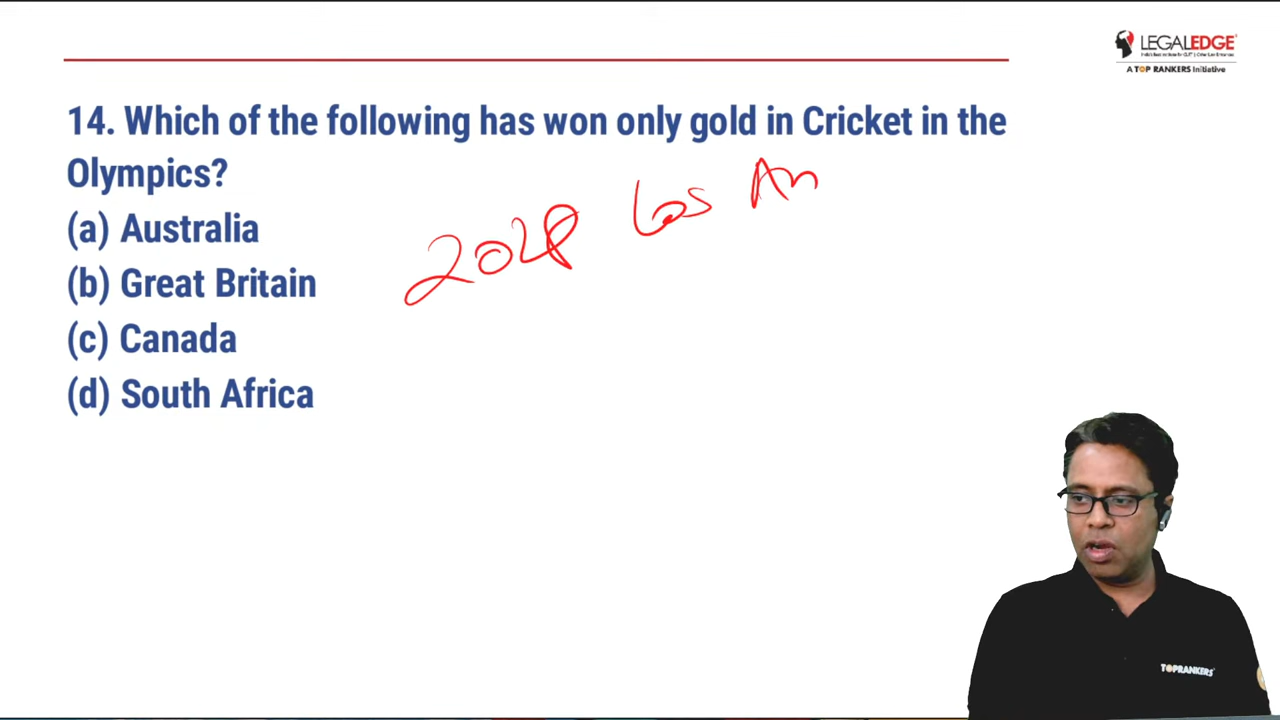 LEGALEDGE
A TOP RANKERS Initiative
14. Which of the following has won only gold in Cricket in the
Olympics?
(a) Australia
(b) Great Britain
(c) Canada
(d) South Africa
2028 Los An
TOPRANKERS